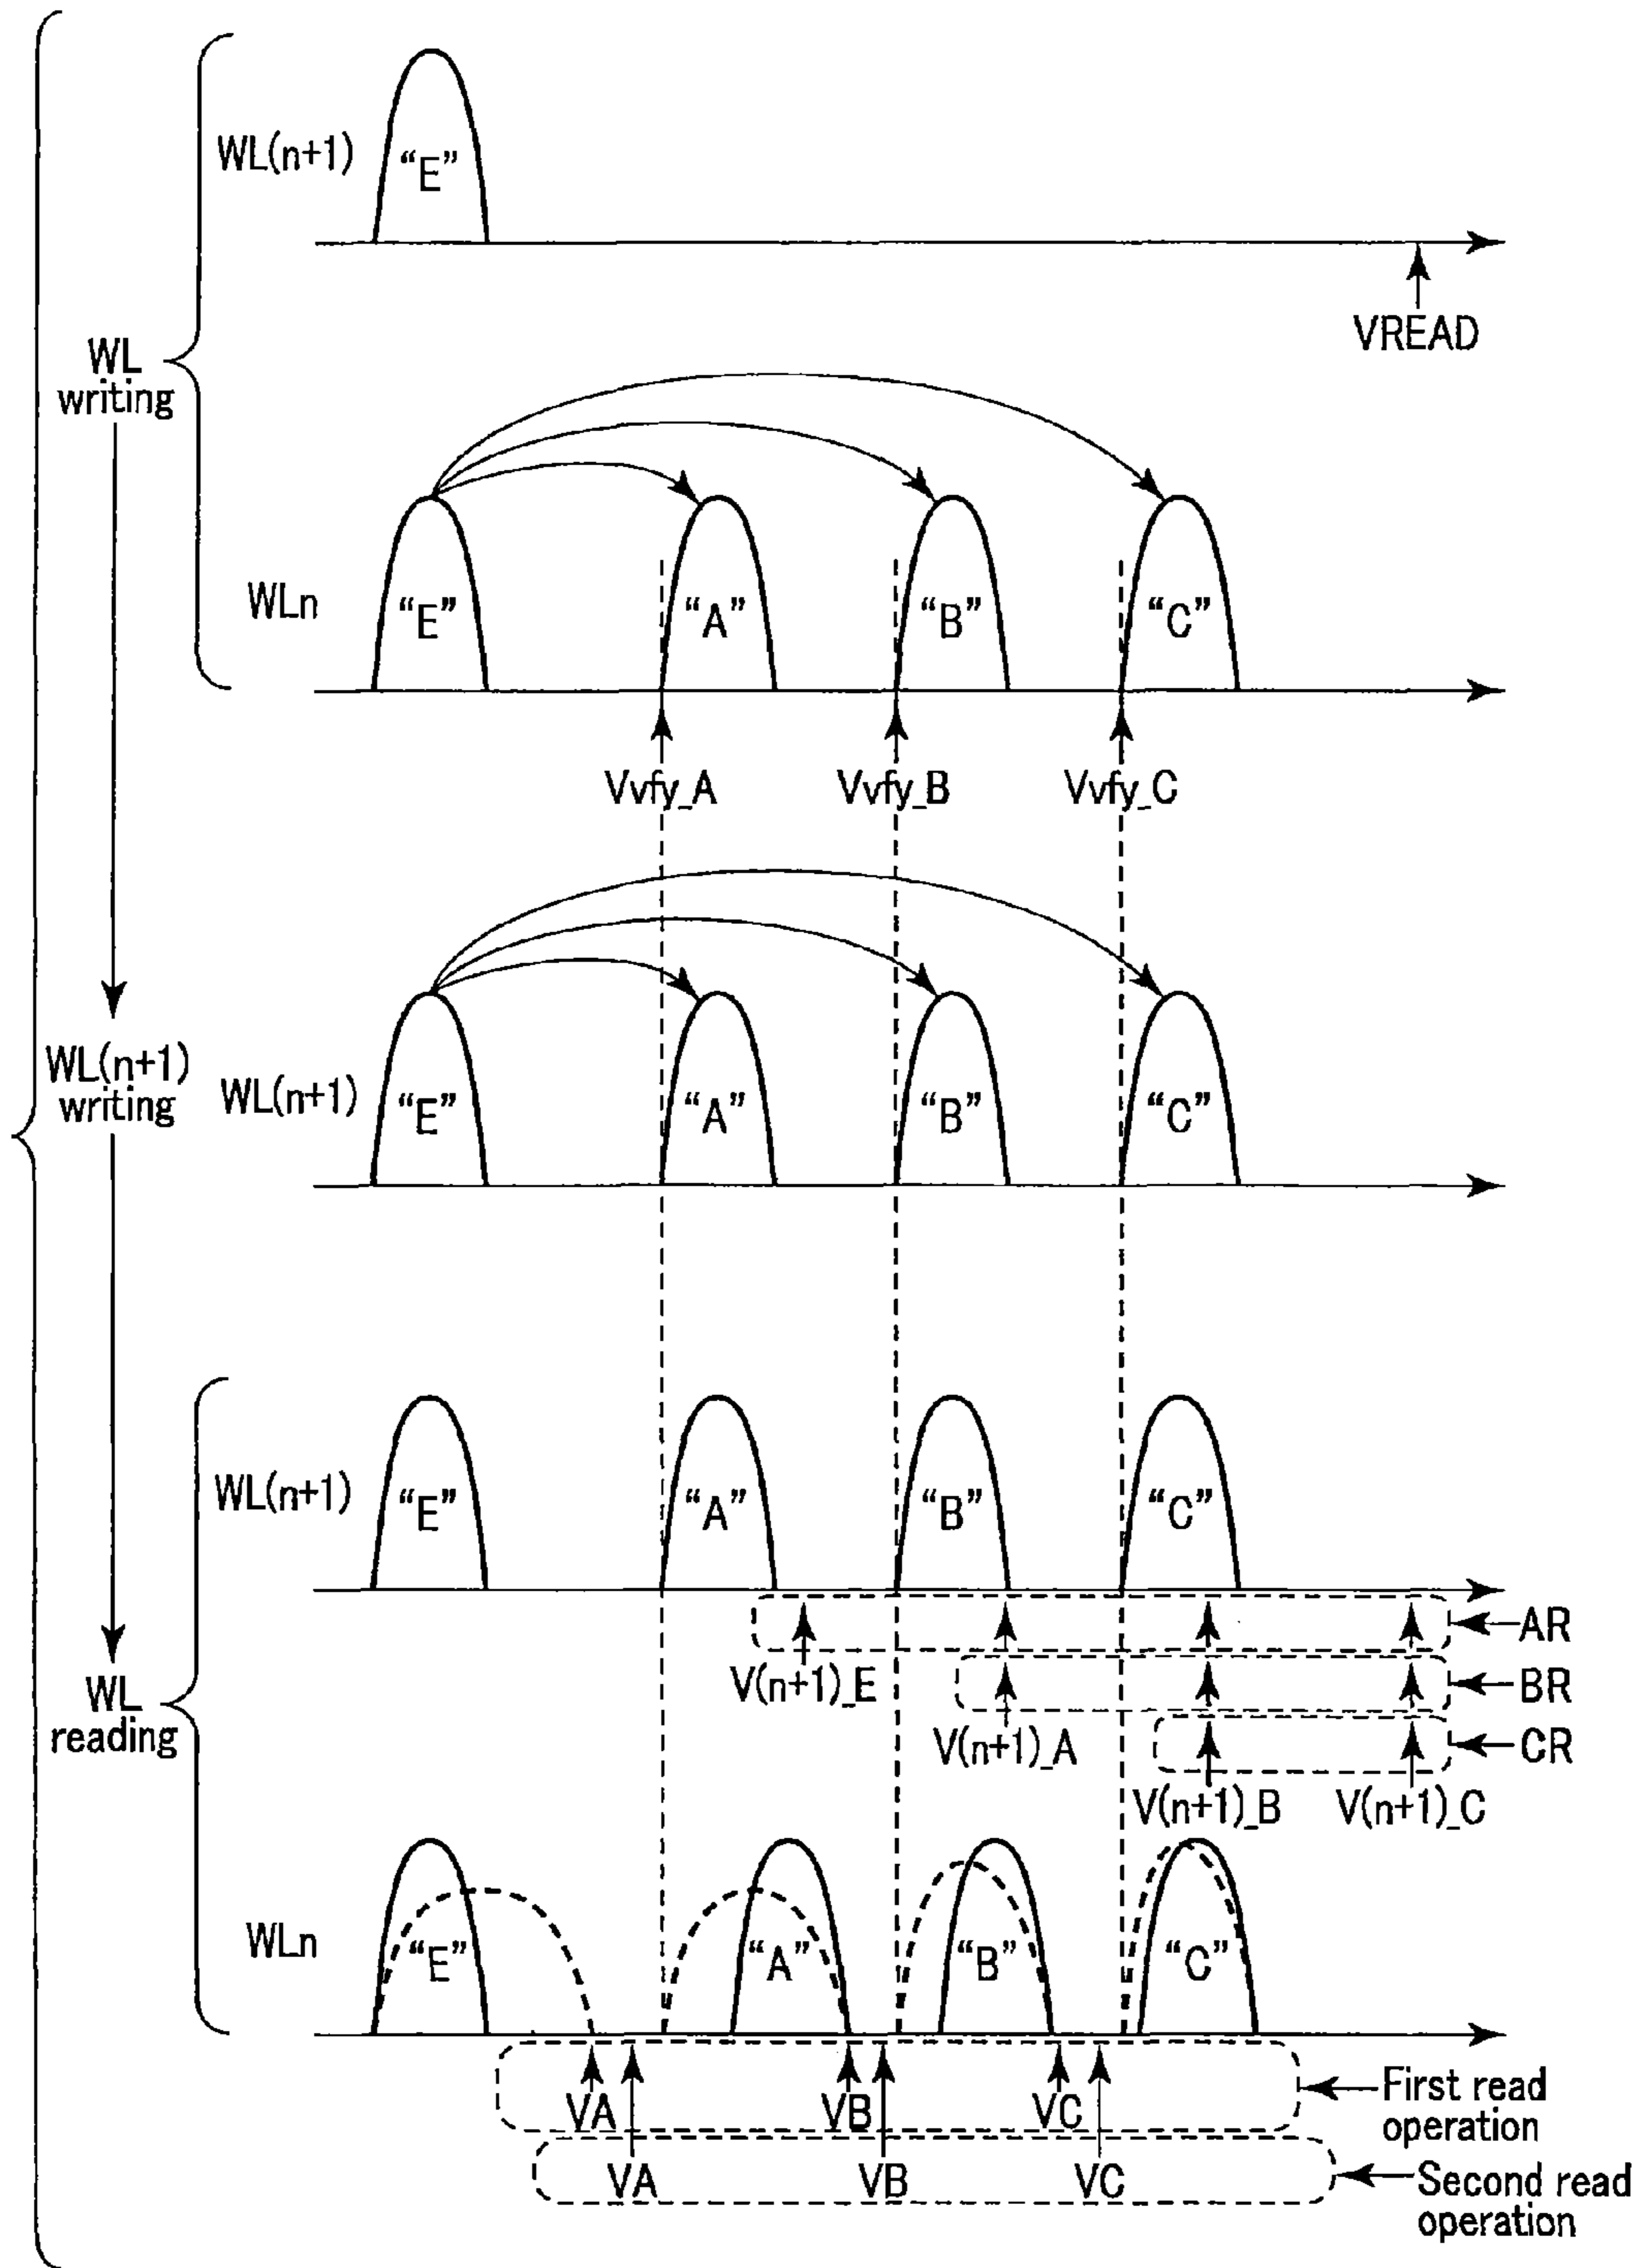 WL(n+1)
“E”
VREAD
WL
writing
WLn
“E”
“A”
“B”
“C”
Vvfy_A
Vvfy_B
Vvfy_C
WL(n+1)
writing
WL(n+1)
“E”
“A”
“B”
“C”
WL(n+1)
“E”
“A”
“B”
“C”
AR
V(n+1)_E
BR
WL
reading
V(n+1)_A
CR
V(n+1)_B
V(n+1)_C
WLn
“E”
“A”
“B”
“C”
VA
VB
VC
First read
operation
VA
VB
VC
Second read
operation